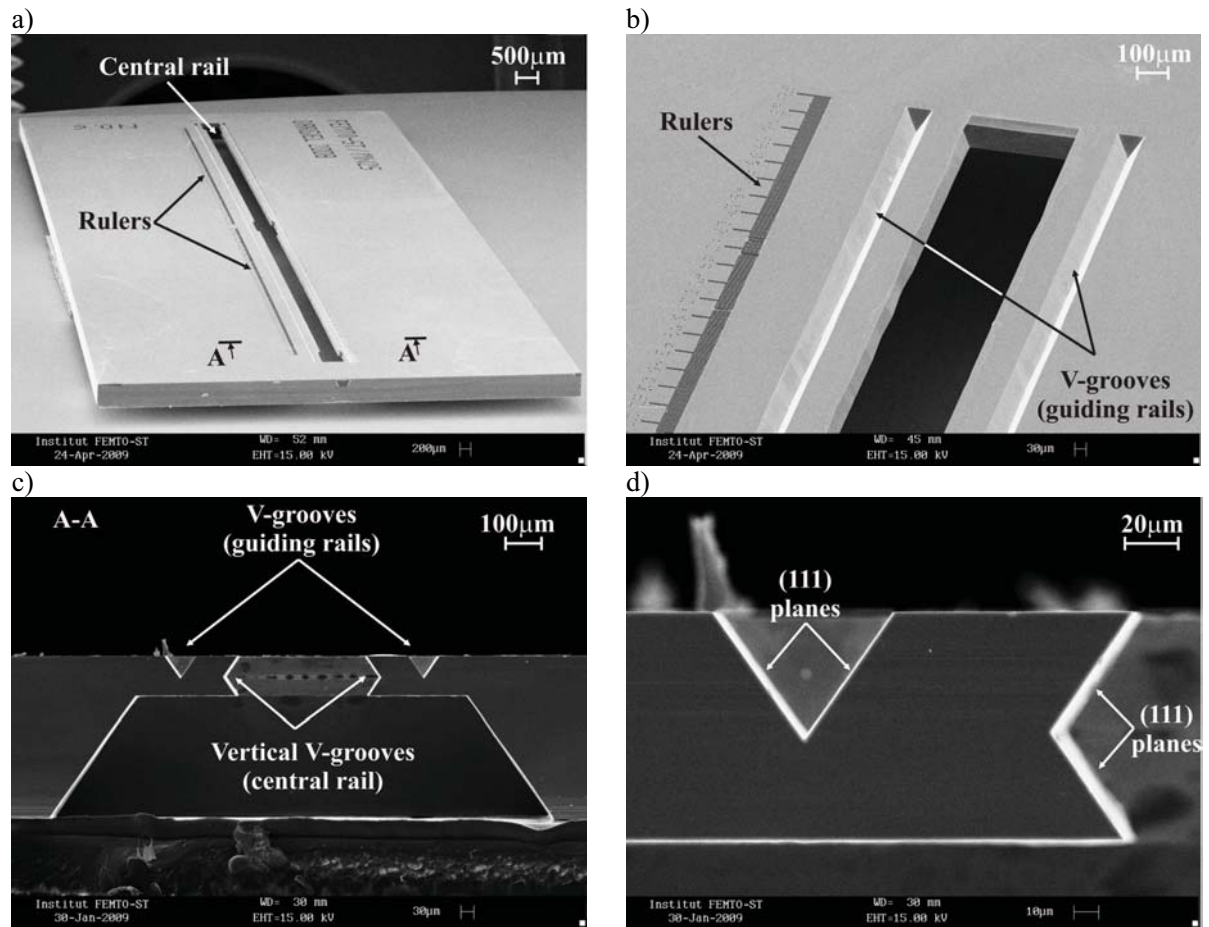 a)
Central rail
500μm
Rulers
A
A
Institut FEMTO-ST
24-Apr-2009
WD= 52 mm
EHT=15.00 kV
200μm
b)
100μm
Rulers
V-grooves
(guiding rails)
Institut FEMTO-ST
24-Apr-2009
WD= 45 mm
EHT=15.00 kV
30μm
c)
A-A
V-grooves
(guiding rails)
100μm
Vertical V-grooves
(central rail)
Institut FEMTO-ST
30-Jan-2009
WD= 30 mm
EHT=15.00 kV
30μm
d)
20μm
(111)
planes
(111)
planes
Institut FEMTO-ST
30-Jan-2009
WD= 30 mm
EHT=15.00 kV
10μm